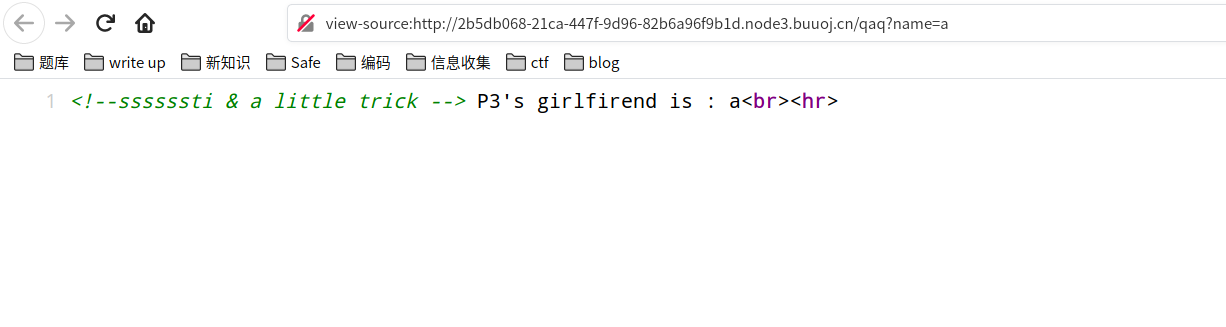 view-source:http://2b5db068-21ca-447f-9d96-82b6a96f9b1d.node3.buuoj.cn/qaq?name=a
题库 write up 新知识 Safe 编码 信息收集 ctf blog
1 <!--ssssssti & a little trick --> P3's girlfirend is : a<br><hr>